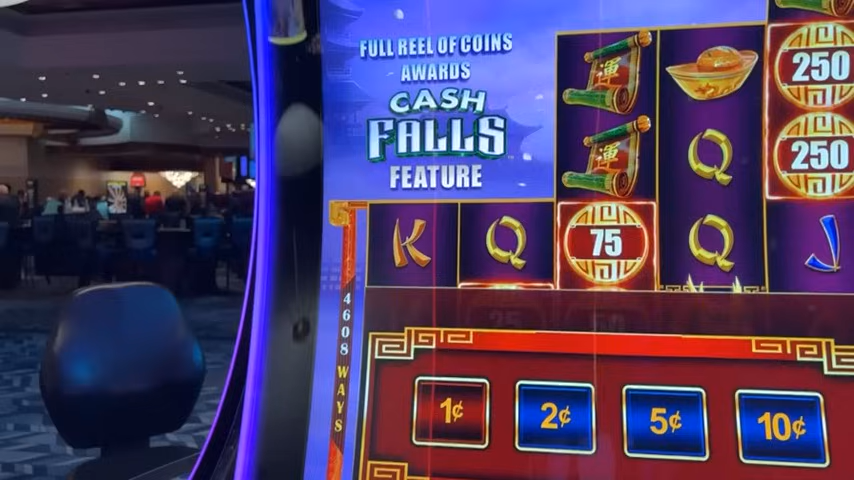 FULL REEL OF COINS
AWARDS
CASH
FALLS
FEATURE
運
250
運
250
Q
K
Q
75
Q
J
4608 WAYS
1¢
2¢
5¢
10¢